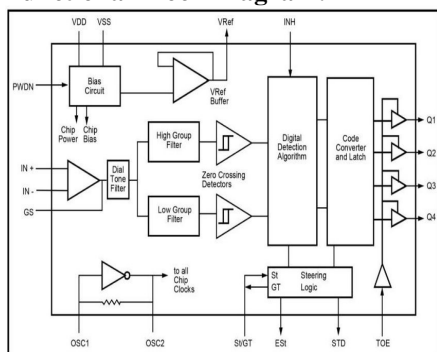 VDD VSS VRef INH
PWDN
Bias
Circuit
VRef
Buffer
Chip
Power
Chip
Bias
High Group
Filter
Digital
Detection
Algorithm
Code
Converter
and Latch
Q1
Q2
Q3
Q4
IN +
IN -
GS
Dial
Tone
Filter
Zero Crossing
Detectors
Low Group
Filter
to all
Chip
Clocks
St
GT
Steering
Logic
OSC1 OSC2 St/GT ESt STD TOE